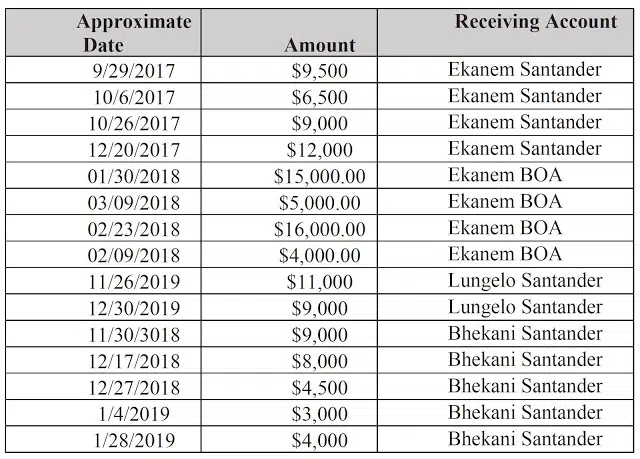 Approximate Date Amount Receiving Account
9/29/2017 $9,500 Ekanem Santander
10/6/2017 $6,500 Ekanem Santander
10/26/2017 $9,000 Ekanem Santander
12/20/2017 $12,000 Ekanem Santander
01/30/2018 $15,000.00 Ekanem BOA
03/09/2018 $5,000.00 Ekanem BOA
02/23/2018 $16,000.00 Ekanem BOA
02/09/2018 $4,000.00 Ekanem BOA
11/26/2019 $11,000 Lungelo Santander
12/30/2019 $9,000 Lungelo Santander
11/30/3018 $9,000 Bhekani Santander
12/17/2018 $8,000 Bhekani Santander
12/27/2018 $4,500 Bhekani Santander
1/4/2019 $3,000 Bhekani Santander
1/28/2019 $4,000 Bhekani Santander